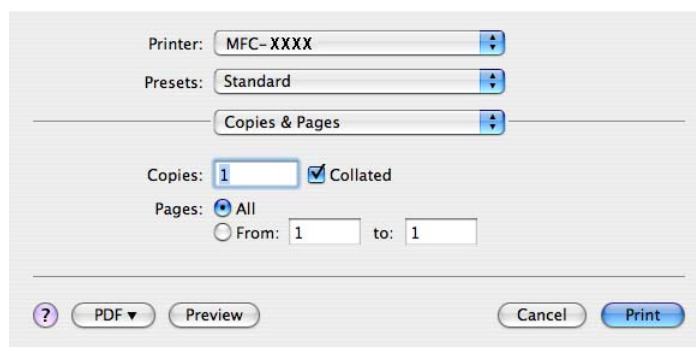 Printer: MFC-XXXX
Presets: Standard
Copies & Pages
Copies: 1 Collated
Pages: All
From: 1 to: 1
? PDF Preview Cancel Print